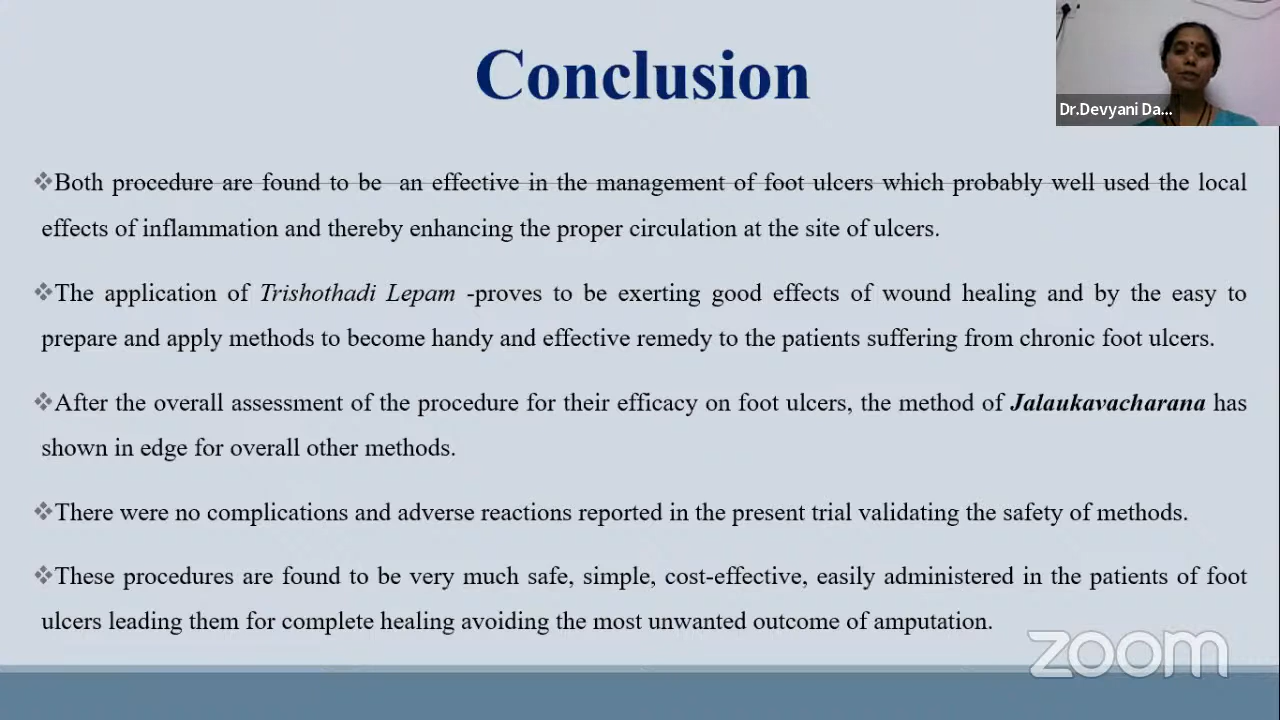 Conclusion
Dr.Devyani Da...
❖Both procedure are found to be an effective in the management of foot ulcers which probably well used the local
effects of inflammation and thereby enhancing the proper circulation at the site of ulcers.
❖The application of Trishothadi Lepam -proves to be exerting good effects of wound healing and by the easy to
prepare and apply methods to become handy and effective remedy to the patients suffering from chronic foot ulcers.
❖After the overall assessment of the procedure for their efficacy on foot ulcers, the method of Jalaukavacharana has
shown in edge for overall other methods.
❖There were no complications and adverse reactions reported in the present trial validating the safety of methods.
❖These procedures are found to be very much safe, simple, cost-effective, easily administered in the patients of foot
ulcers leading them for complete healing avoiding the most unwanted outcome of amputation.
zoom